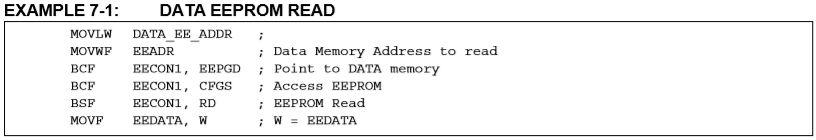 EXAMPLE 7-1: DATA EEPROM READ
MOVLW DATA_EE_ADDR ;
MOVWF EEADR ; Data Memory Address to read
BCF EECON1, EEPGD ; Point to DATA memory
BCF EECON1, CFGS ; Access EEPROM
BSF EECON1, RD ; EEPROM Read
MOVF EEDATA, W ; W = EEDATA